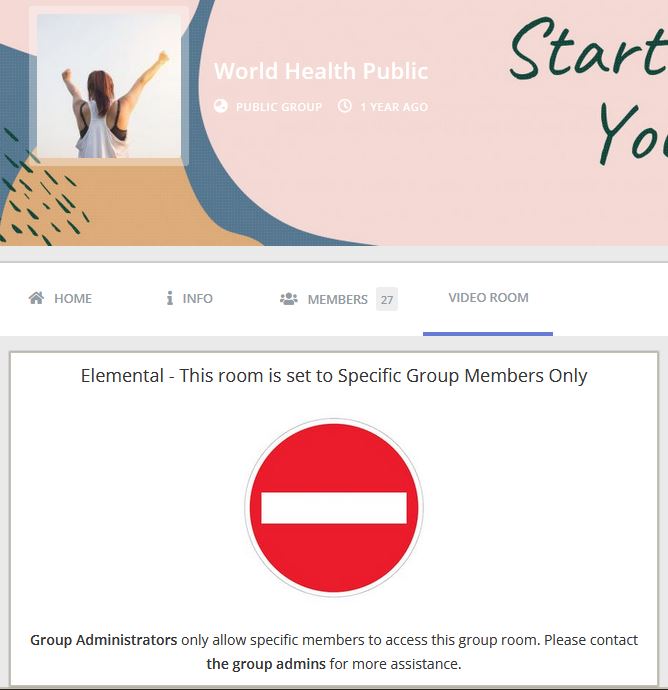 Start
World Health Public
PUBLIC GROUP 1 YEAR AGO
HOME INFO MEMBERS 27 VIDEO ROOM
Elemental - This room is set to Specific Group Members Only
Group Administrators only allow specific members to access this group room. Please contact
the group admins for more assistance.